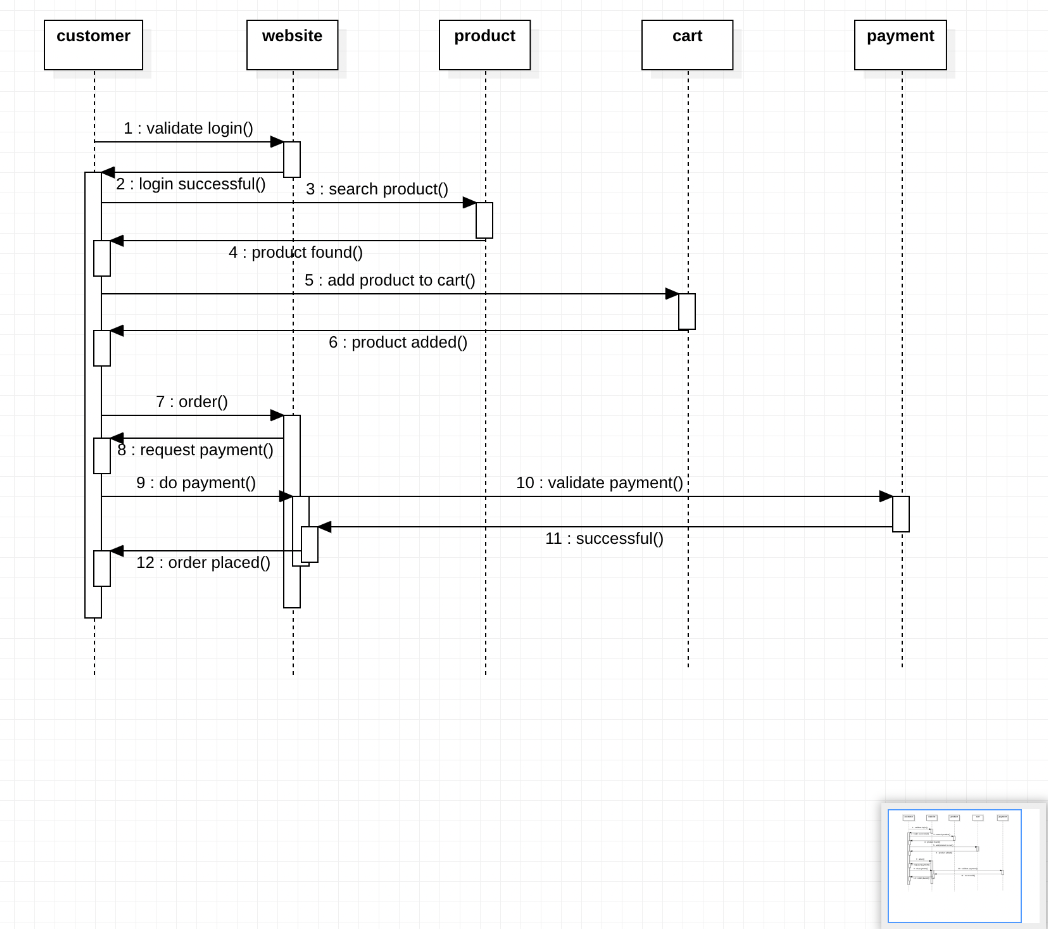 customer
website
product
cart
payment
1 : validate login()
2 : login successful()
3 : search product()
4 : product found()
5 : add product to cart()
6 : product added()
7 : order()
8 : request payment()
9 : do payment()
10 : validate payment()
11 : successful()
12 : order placed()